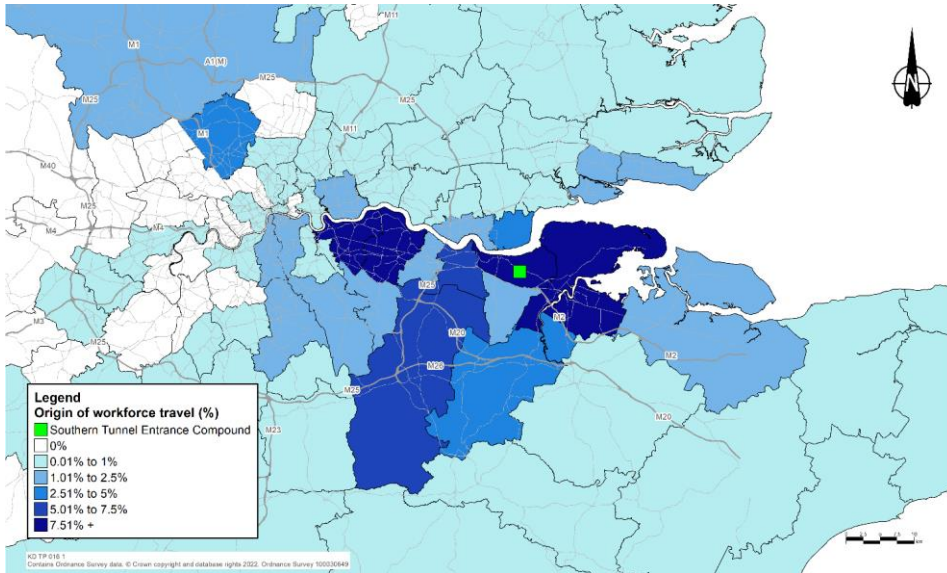 M11
M1
A1(M)
M25
M25
M25
M1
M11
M40
M25
M4
M4
M25
M3
M2
M20
M25
M20
M2
M25
M20
M23
N
Legend
Origin of workforce travel (%)
Southern Tunnel Entrance Compound
0%
0.01% to 1%
1.01% to 2.5%
2.51% to 5%
5.01% to 7.5%
7.51% +
Contains Ordnance Survey data. © Crown copyright and database rights 2022. Ordnance Survey 100030649